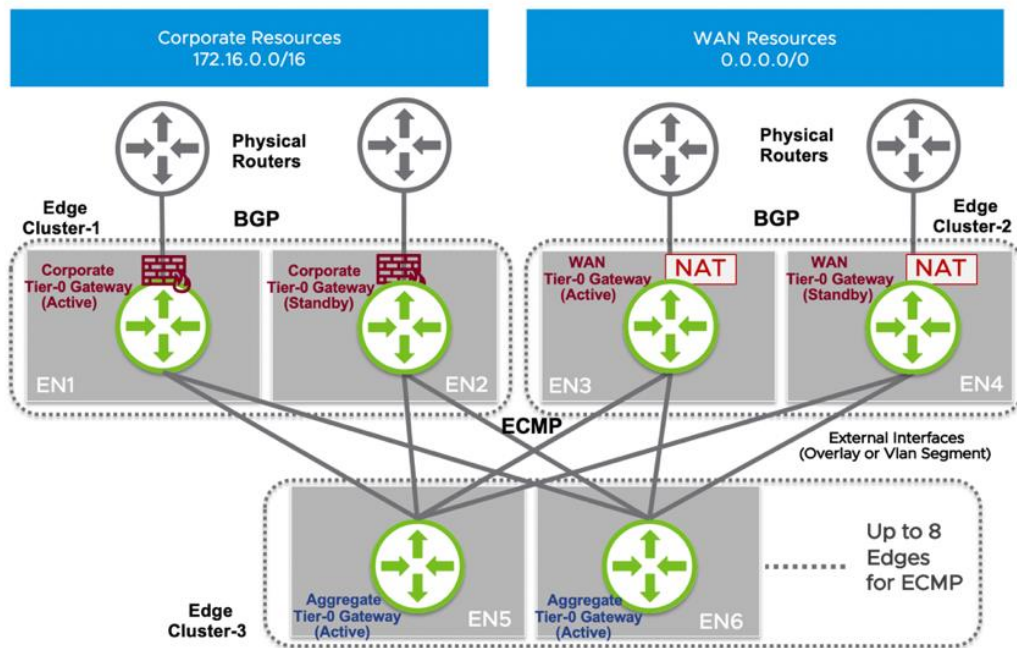 Corporate Resources
172.16.0.0/16
WAN Resources
0.0.0.0/0
Physical
Routers
Physical
Routers
Edge
Cluster-1
BGP
BGP
Edge
Cluster-2
Corporate
Tier-0 Gateway
(Active)
Corporate
Tier-0 Gateway
(Standby)
WAN
Tier-0 Gateway
(Active)
NAT
WAN
Tier-0 Gateway
(Standby)
NAT
EN1
EN2
EN3
EN4
ECMP
External Interfaces
(Overlay or Vlan Segment)
Aggregate
Tier-0 Gateway
(Active)
EN5
Aggregate
Tier-0 Gateway
(Active)
EN6
Up to 8
Edges
for ECMP
Edge
Cluster-3